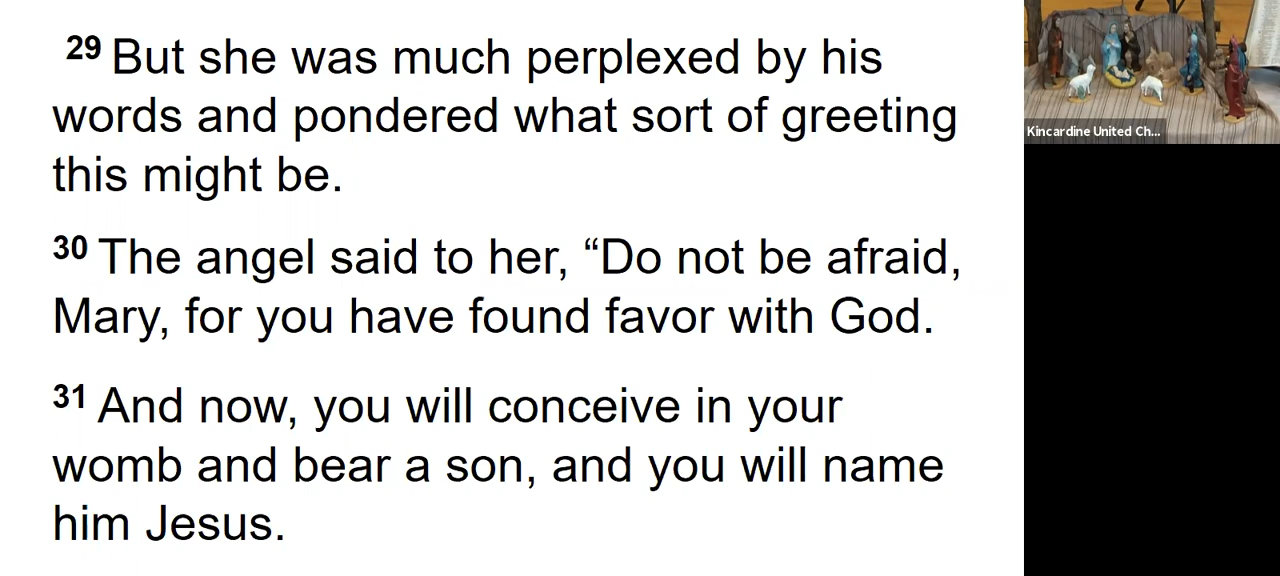 29 But she was much perplexed by his
words and pondered what sort of greeting
this might be.
30 The angel said to her, “Do not be afraid,
Mary, for you have found favor with God.
31 And now, you will conceive in your
womb and bear a son, and you will name
him Jesus.
Kincardine United Ch...